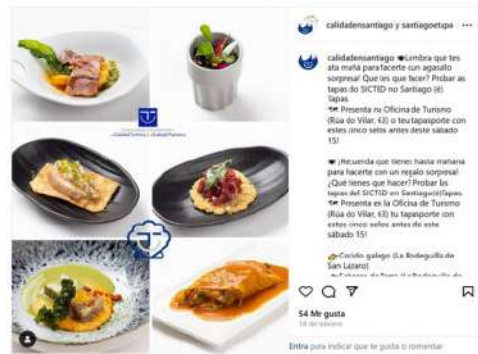 calidadensantiago y santiagoetapa ...
calidadensantiago 🍽Lembra que tes
ata mañá para facerte cun agasallo
sorpresa! Que tes que facer? Probar as
tapas do SICTED no Santiago (é)
Tapas
Presenta na Oficina de Turismo
(Rúa do Vilar, 63) o teu tapasporte con
estes cinco selos antes deste sábado
15!
¡Recuerda que tienes hasta mañana
para hacerte con un regalo sorpresa!
¿Qué tienes que hacer? Probar las
tapas del SICTED en Santiago(é)Tapas
Presenta en la Oficina de Turismo
(Rúa do Vilar, 63) tu tapasporte con
estos cinco sellos antes de este
sábado 15!
👉Cocido galego (La Bodeguilla de
San Lázaro)
54 Me gusta
14 de
Entra para indicar que te gusta o comentar.